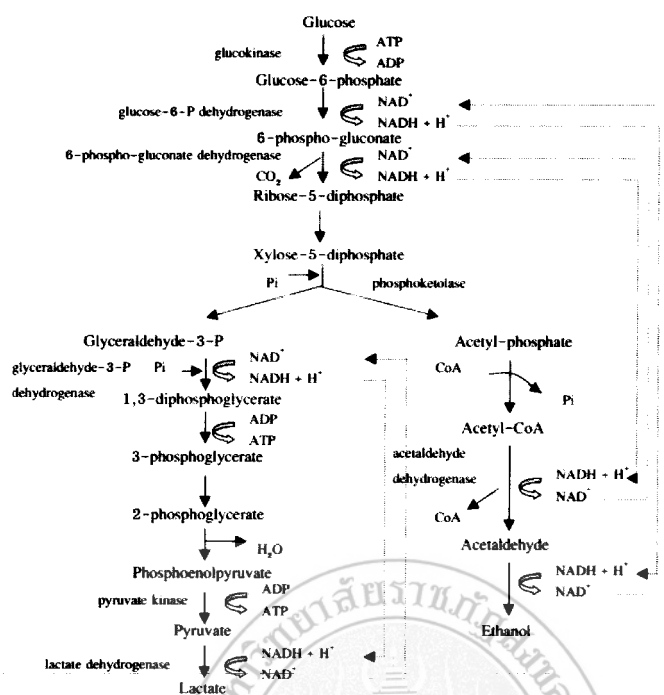 Glucose
glucokinase
ATP
ADP
Glucose-6-phosphate
glucose-6-P dehydrogenase
NAD⁺
NADH + H⁺
6-phospho-gluconate
6-phospho-gluconate dehydrogenase
NAD⁺
NADH + H⁺
CO₂
Ribose-5-diphosphate
Xylose-5-diphosphate
Pi
phosphoketolase
Glyceraldehyde-3-P
glyceraldehyde-3-P
dehydrogenase
Pi
NAD⁺
NADH + H⁺
1,3-diphosphoglycerate
ADP
ATP
3-phosphoglycerate
2-phosphoglycerate
H₂O
Phosphoenolpyruvate
pyruvate kinase
ADP
ATP
Pyruvate
lactate dehydrogenase
NADH + H⁺
NAD⁺
Lactate
Acetyl-phosphate
CoA
Pi
Acetyl-CoA
acetaldehyde
dehydrogenase
NADH + H⁺
NAD⁺
CoA
Acetaldehyde
NADH + H⁺
NAD⁺
Ethanol